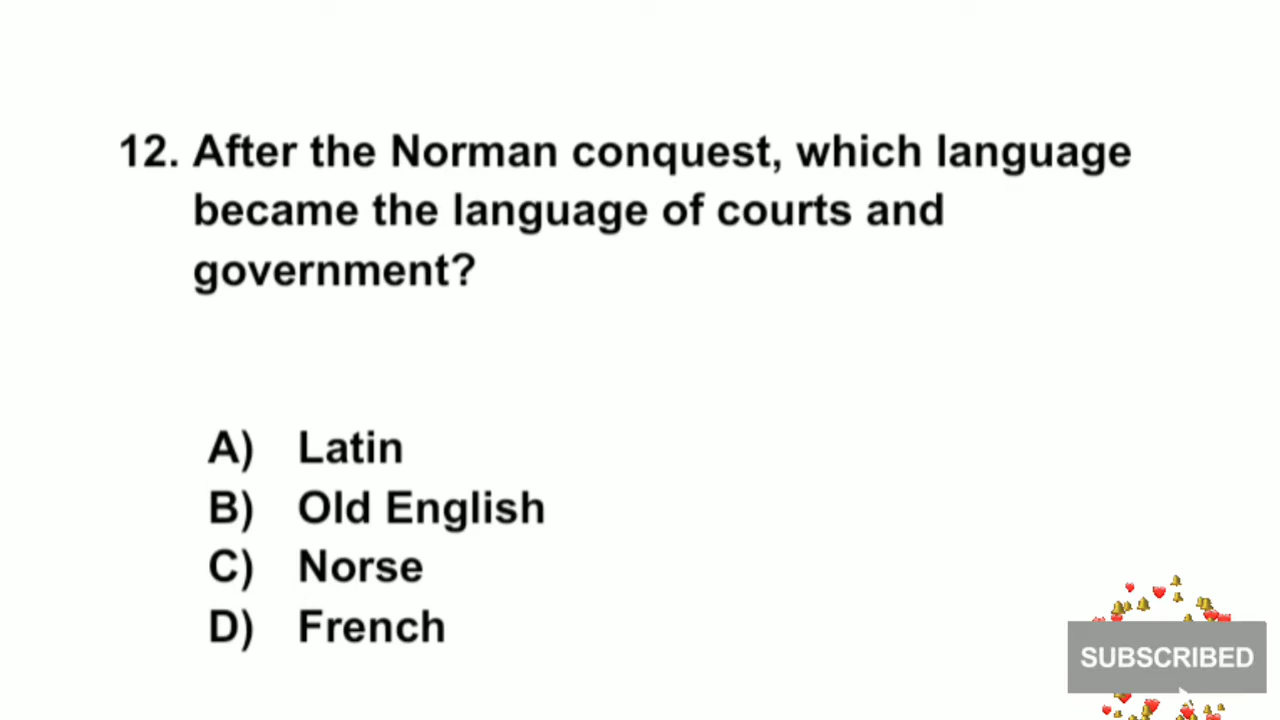 12. After the Norman conquest, which language
became the language of courts and
government?
A) Latin
B) Old English
C) Norse
D) French
SUBSCRIBED